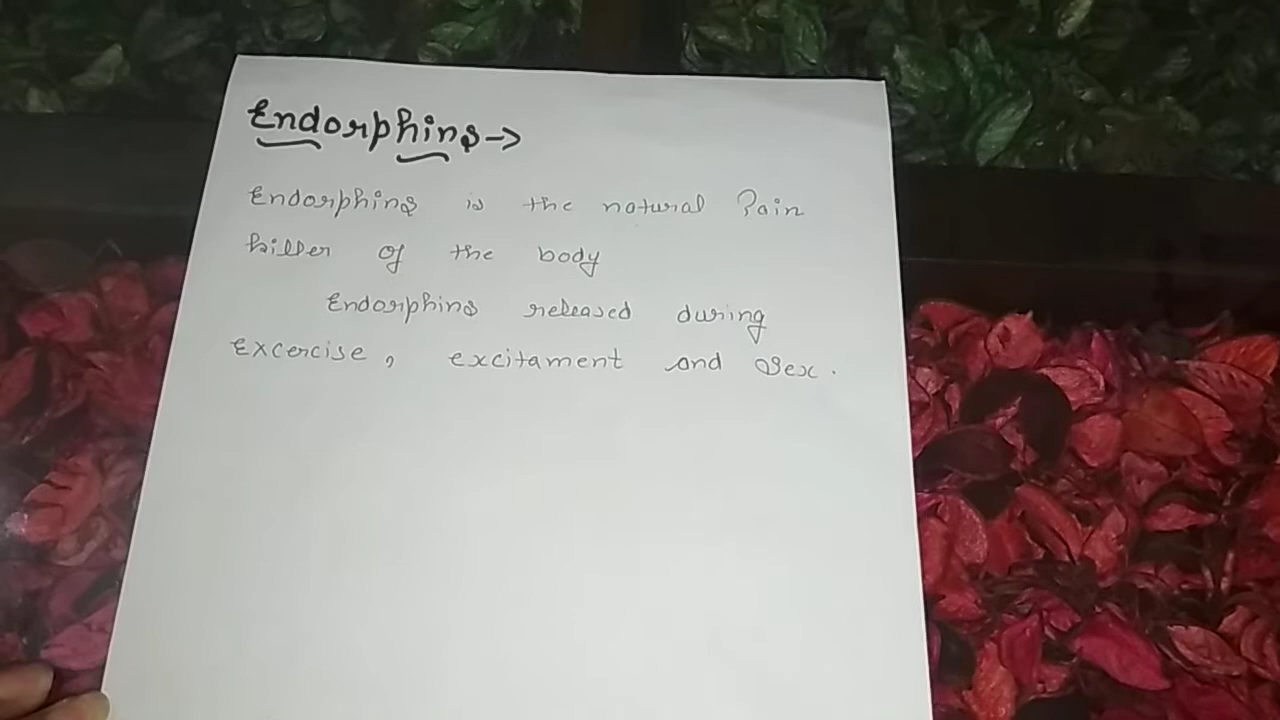 Endorphins→
Endorphins is the natural Pain
killer of the body
Endorphins released during
Excercise, excitament and Sex.